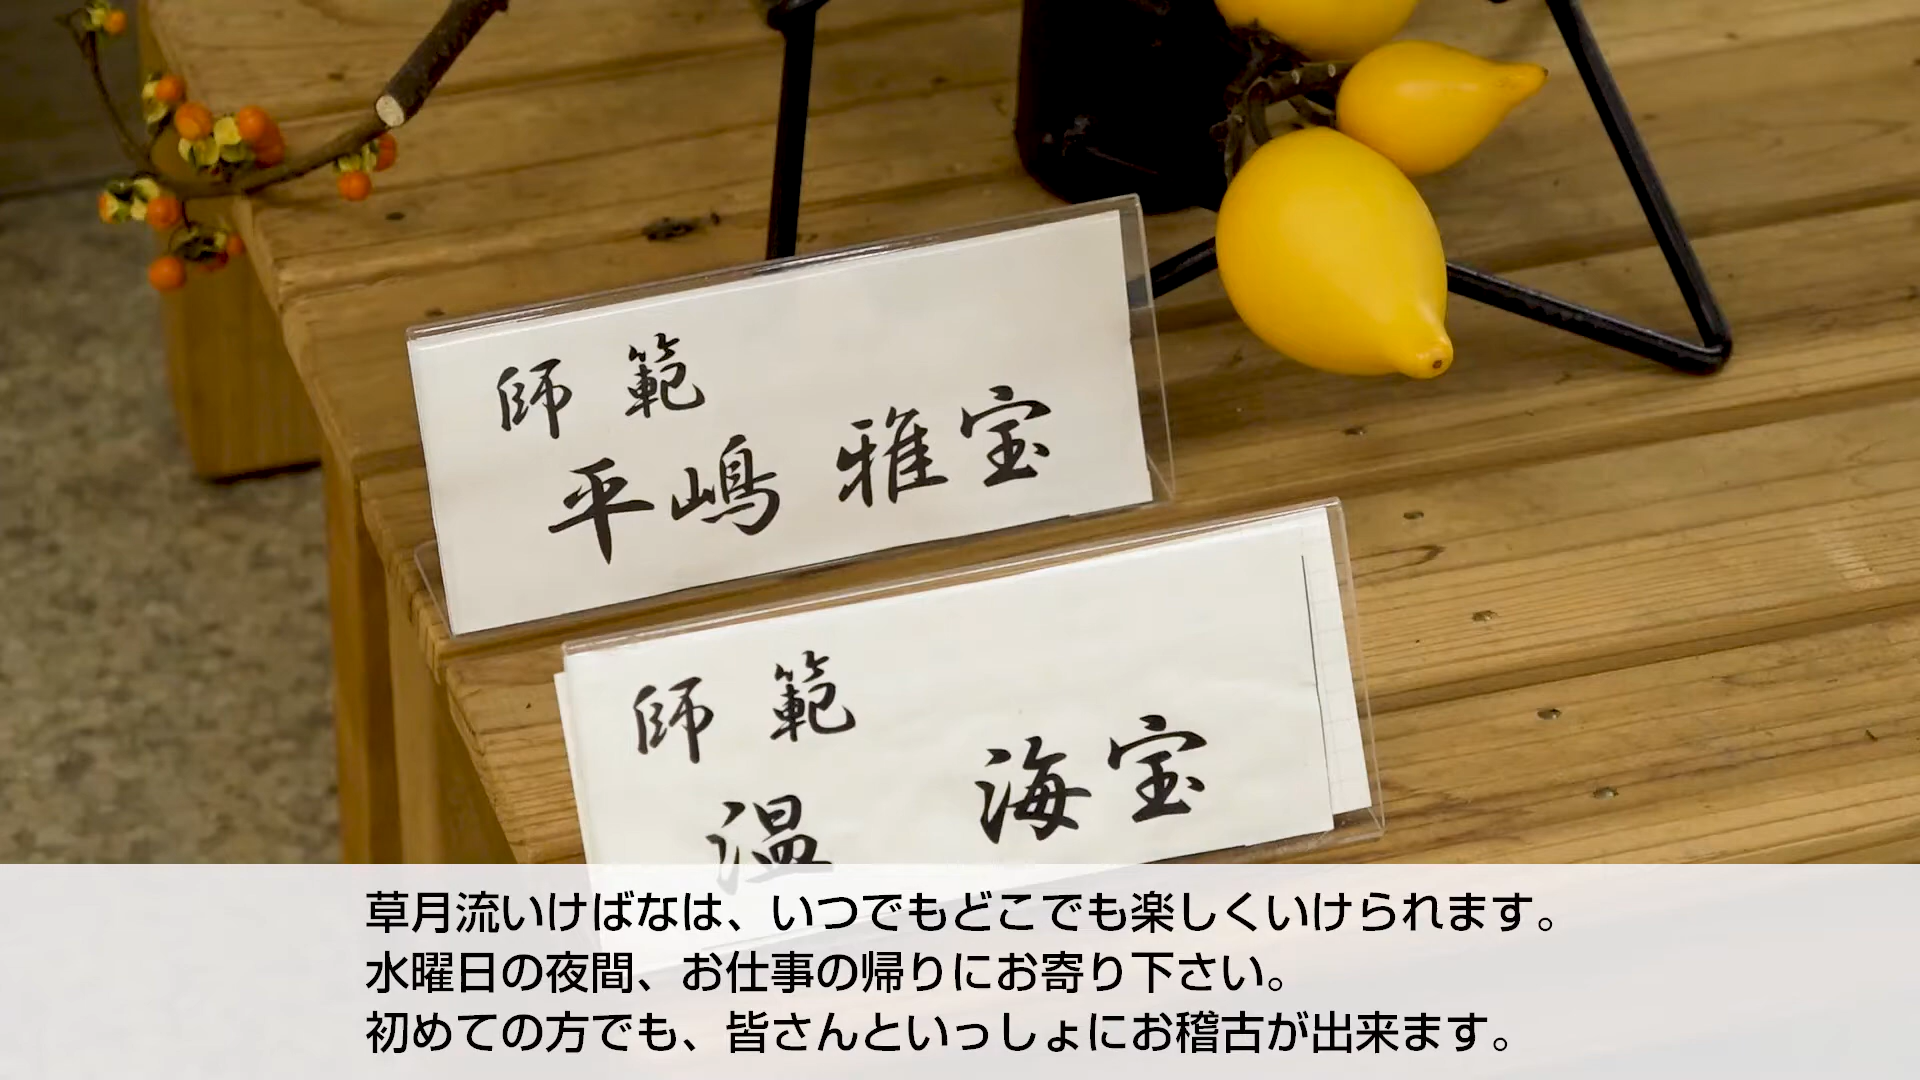 師範
平嶋 雅宝
師範
温 海宝
草月流いけばなは、いつでもどこでも楽しくいけられます。
水曜日の夜間、お仕事の帰りにお寄り下さい。
初めての方でも、皆さんといっしょにお稽古が出来ます。